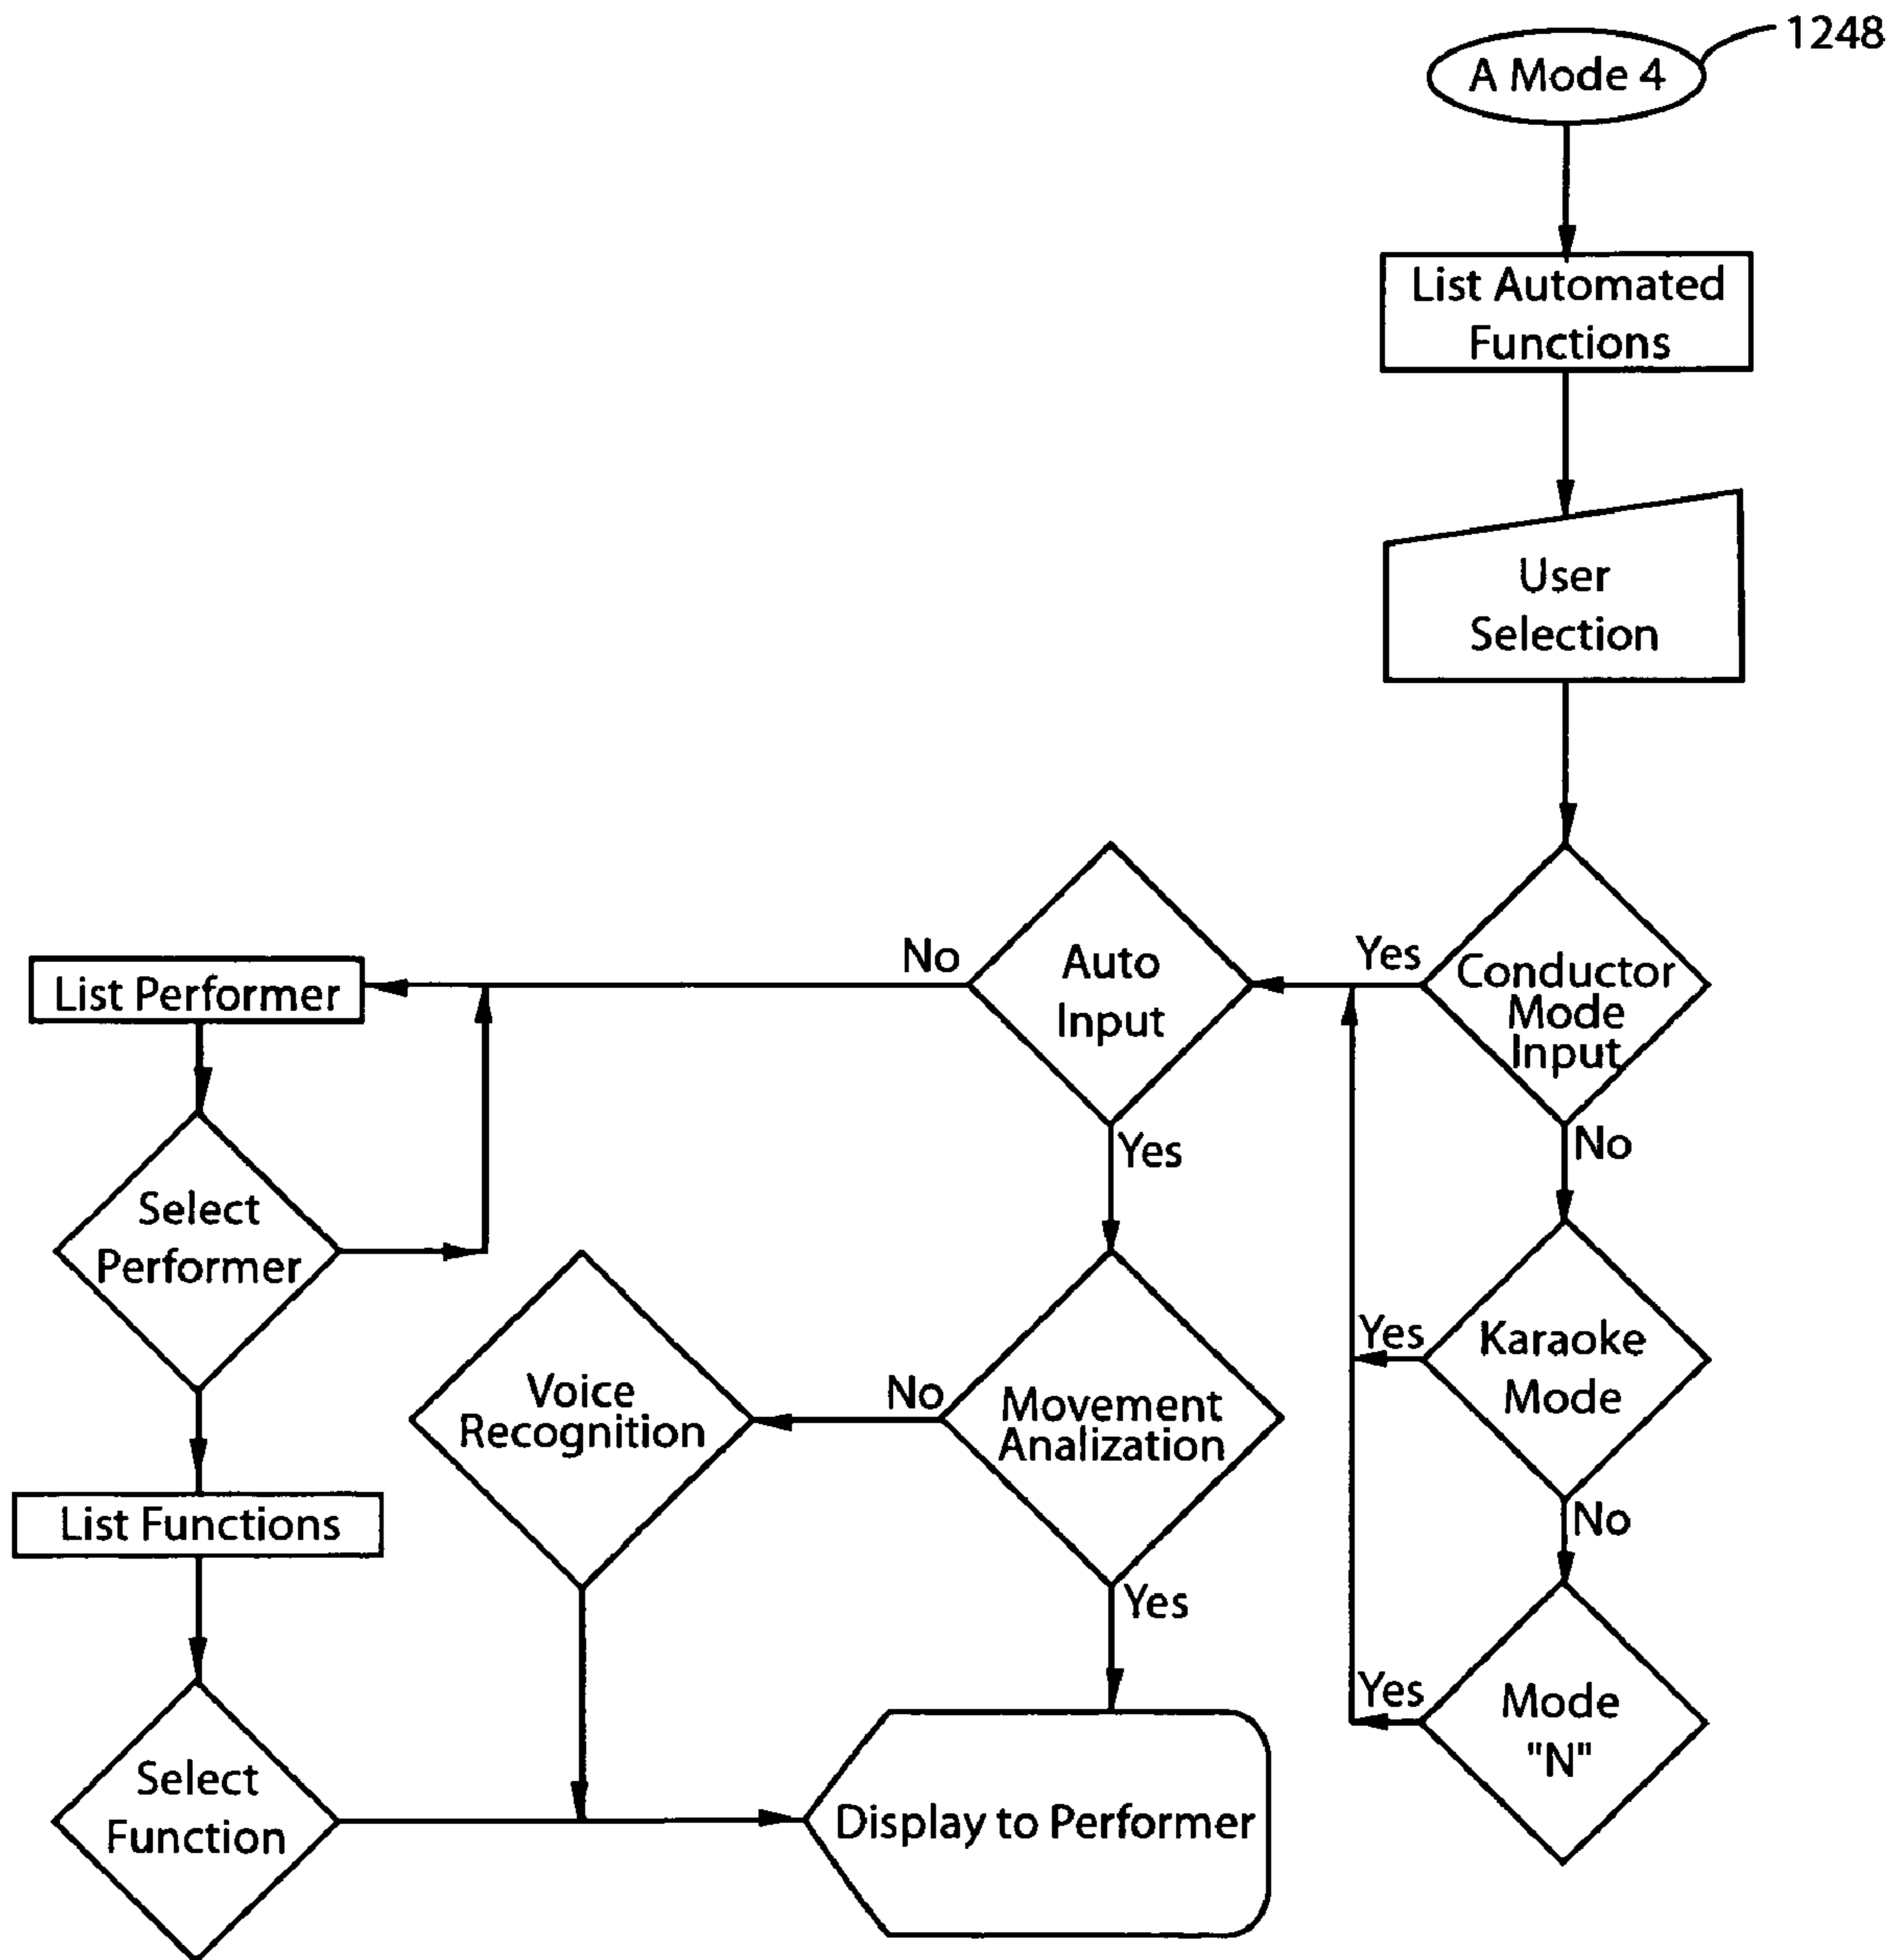 1248
A Mode 4
List Automated
Functions
User
Selection
Conductor
Mode
Input
Yes
No
Auto
Input
No
Yes
List Performer
Select
Performer
Karaoke
Mode
Yes
No
Voice
Recognition
No
Movement
Analization
Yes
List Functions
Mode
"N"
Yes
Select
Function
Display to Performer